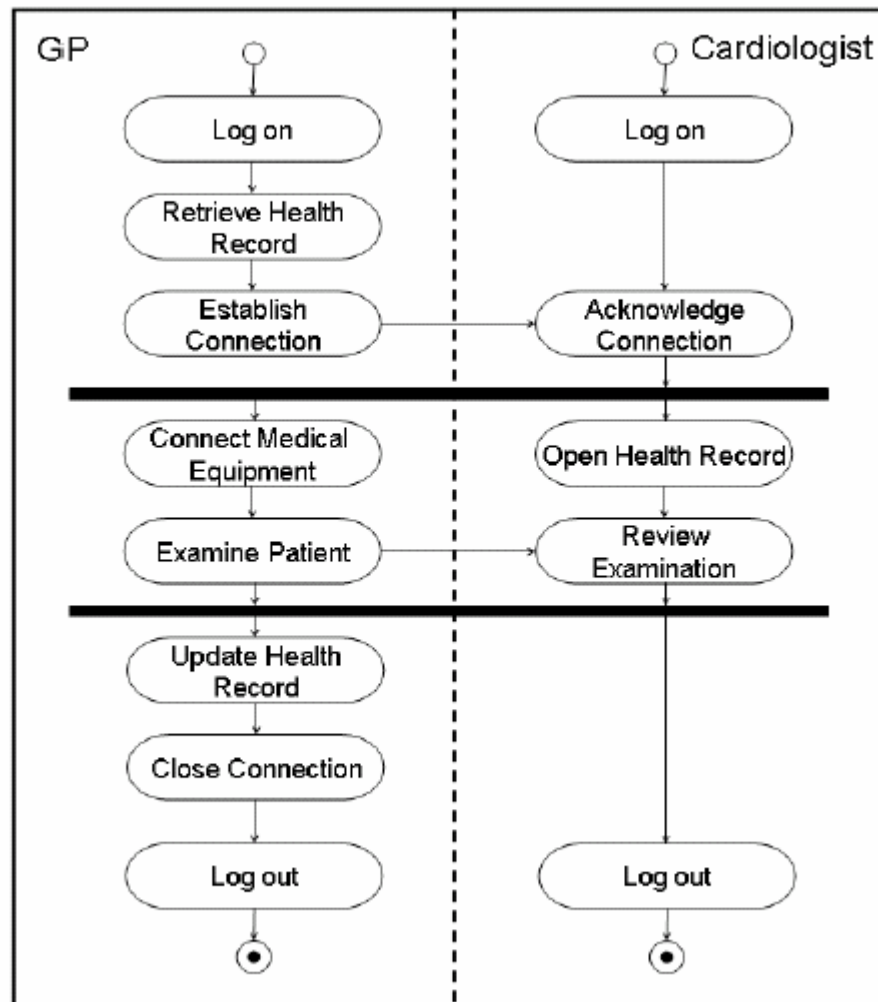 GP
Cardiologist
Log on
Log on
Retrieve Health
Record
Establish
Connection
Acknowledge
Connection
Connect Medical
Equipment
Open Health Record
Examine Patient
Review
Examination
Update Health
Record
Close Connection
Log out
Log out